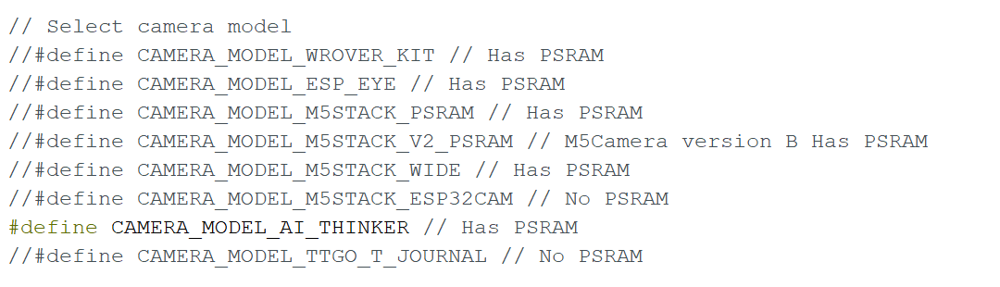 // Select camera model
//#define CAMERA_MODEL_WROVER_KIT // Has PSRAM
//#define CAMERA_MODEL_ESP_EYE // Has PSRAM
//#define CAMERA_MODEL_M5STACK_PSRAM // Has PSRAM
//#define CAMERA_MODEL_M5STACK_V2_PSRAM // M5Camera version B Has PSRAM
//#define CAMERA_MODEL_M5STACK_WIDE // Has PSRAM
//#define CAMERA_MODEL_M5STACK_ESP32CAM // No PSRAM
#define CAMERA_MODEL_AI_THINKER // Has PSRAM
//#define CAMERA_MODEL_TTGO_T_JOURNAL // No PSRAM